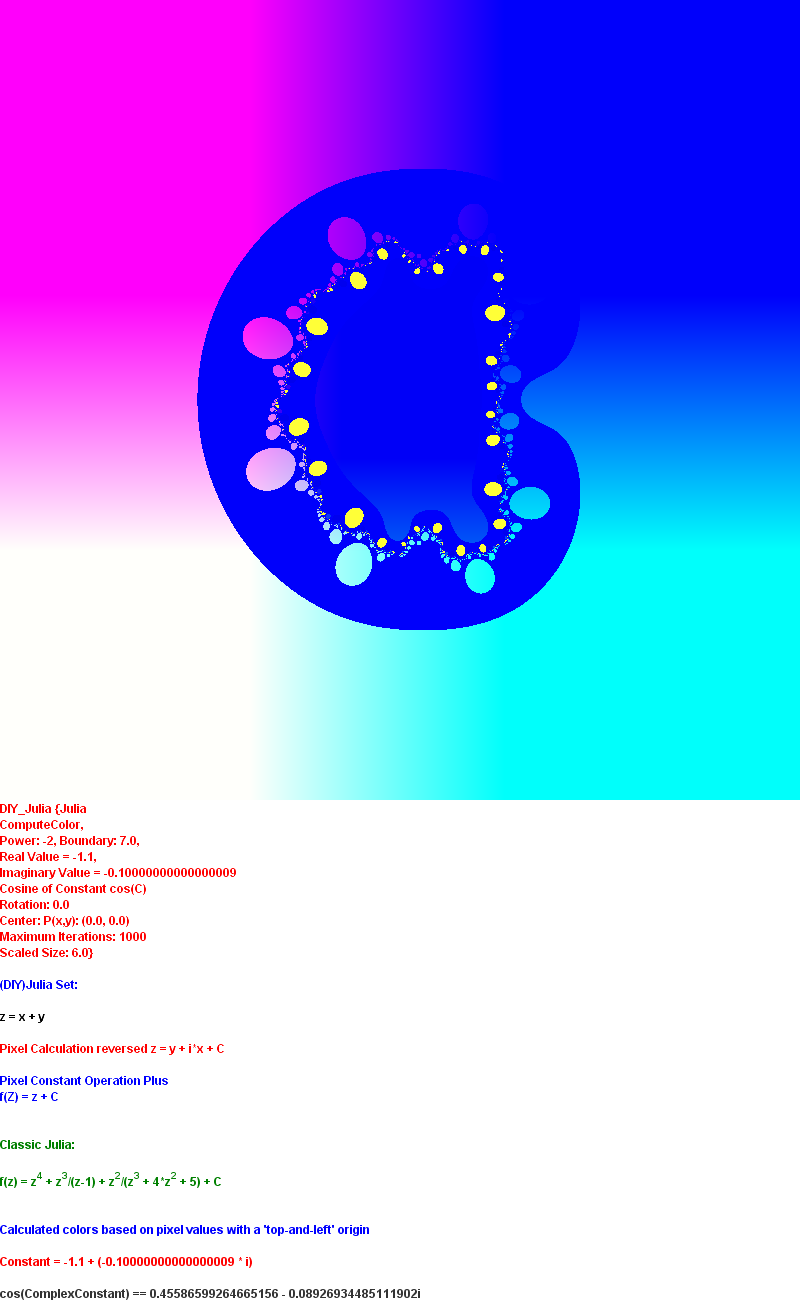 DIY_Julia {Julia
ComputeColor,
Power: -2, Boundary: 7.0,
Real Value = -1.1,
Imaginary Value = -0.10000000000000009
Cosine of Constant cos(C)
Rotation: 0.0
Center: P(x,y): (0.0, 0.0)
Maximum Iterations: 1000
Scaled Size: 6.0}
(DIY)Julia Set:
z = x + y
Pixel Calculation reversed z = y + i*x + C
Pixel Constant Operation Plus
f(Z) = z + C
Classic Julia:
f(z) = z^4 + z^3/(z-1) + z^2/(z^3 + 4*z^2 + 5) + C
Calculated colors based on pixel values with a 'top-and-left' origin
Constant = -1.1 + (-0.10000000000000009 * i)
cos(ComplexConstant) == 0.45586599264665156 - 0.08926934485111902i